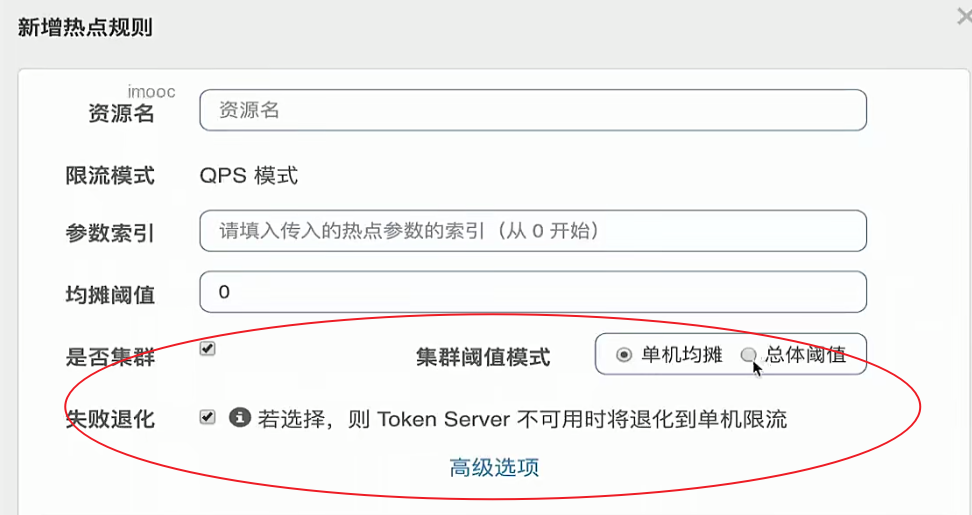 新增热点规则
imooc
资源名 资源名
限流模式 QPS 模式
参数索引 请填入传入的热点参数的索引（从 0 开始）
均摊阈值 0
是否集群 集群阈值模式 单机均摊 总体阈值
失败退化 若选择，则 Token Server 不可用时将退化到单机限流
高级选项